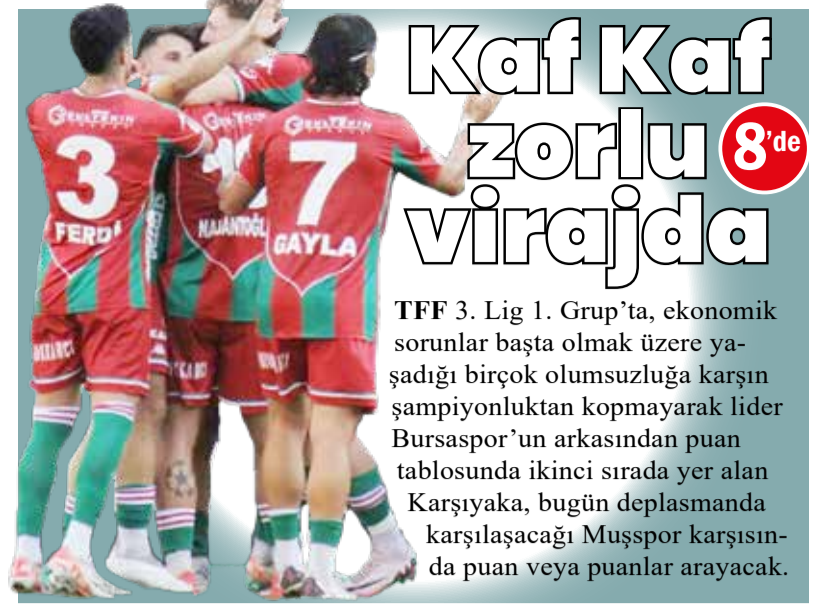 Kaf Kaf
zorlu
8'de
virajda
TFF 3. Lig 1. Grup’ta, ekonomik
sorunlar başta olmak üzere ya-
şadığı birçok olumsuzluğa karşın
şampiyonluktan kopmayarak lider
Bursaspor’un arkasından puan
tablosunda ikinci sırada yer alan
Karşıyaka, bugün deplasmanda
karşılaşacağı Muşspor karşısın-
da puan veya puanlar arayacak.
3
FERDİ
7
GAYLA